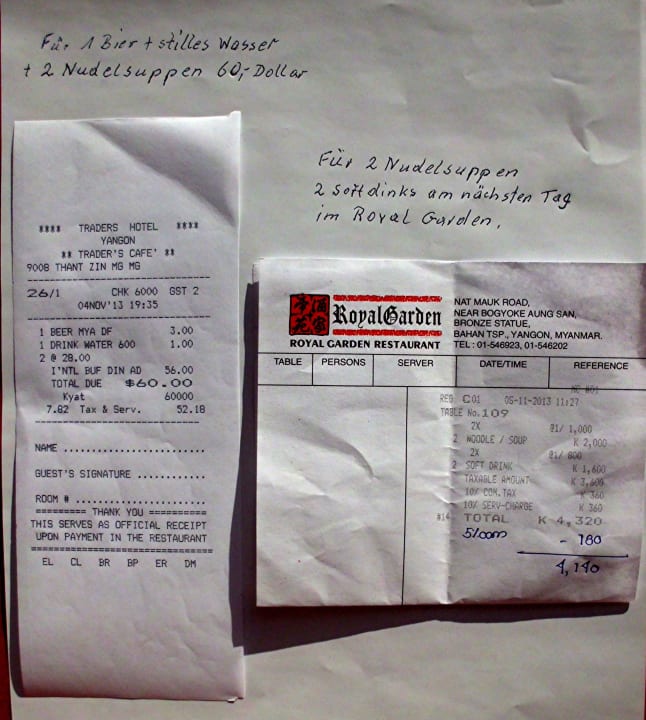 Für 1 Bier + stilles Wasser
+ 2 Nudelsuppen 60,- Dollar
Für 2 Nudelsuppen
2 Softdinks am nächsten Tag
im Royal Garden.
**** TRADERS HOTEL ****
YANGON
** TRADER'S CAFE' **
9008 THANT ZIN MG MG
26/1 CHK 6000 GST 2
04NOV'13 19:35
1 BEER MYA DF 3.00
1 DRINK WATER 600 1.00
2 @ 28.00
I'NTL BUF DIN AD 56.00
TOTAL DUE $60.00
Kyat 60000
7.82 Tax & Serv. 52.18
NAME ........................
GUEST'S SIGNATURE ............
ROOM # .......................
========= THANK YOU ==========
THIS SERVES AS OFFICIAL RECEIPT
UPON PAYMENT IN THE RESTAURANT
==============================
EL CL BR BP ER DM
帝苑酒家
RoyalGarden
ROYAL GARDEN RESTAURANT
NAT MAUK ROAD,
NEAR BOGYOKE AUNG SAN,
BRONZE STATUE,
BAHAN TSP., YANGON, MYANMAR.
TEL : 01-546923, 01-546202
TABLE PERSONS SERVER DATE/TIME REFERENCE
REG C01 05-11-2013 11:27
TABLE No.109
2X @1/ 1,000
2 NOODLE / SOUP K 2,000
2X @1/ 800
2 SOFT DRINK K 1,600
TAXABLE AMOUNT K 3,600
10% COM.TAX K 360
10% SERV-CHARGE K 360
#14 TOTAL K 4,320
- 180
4,140